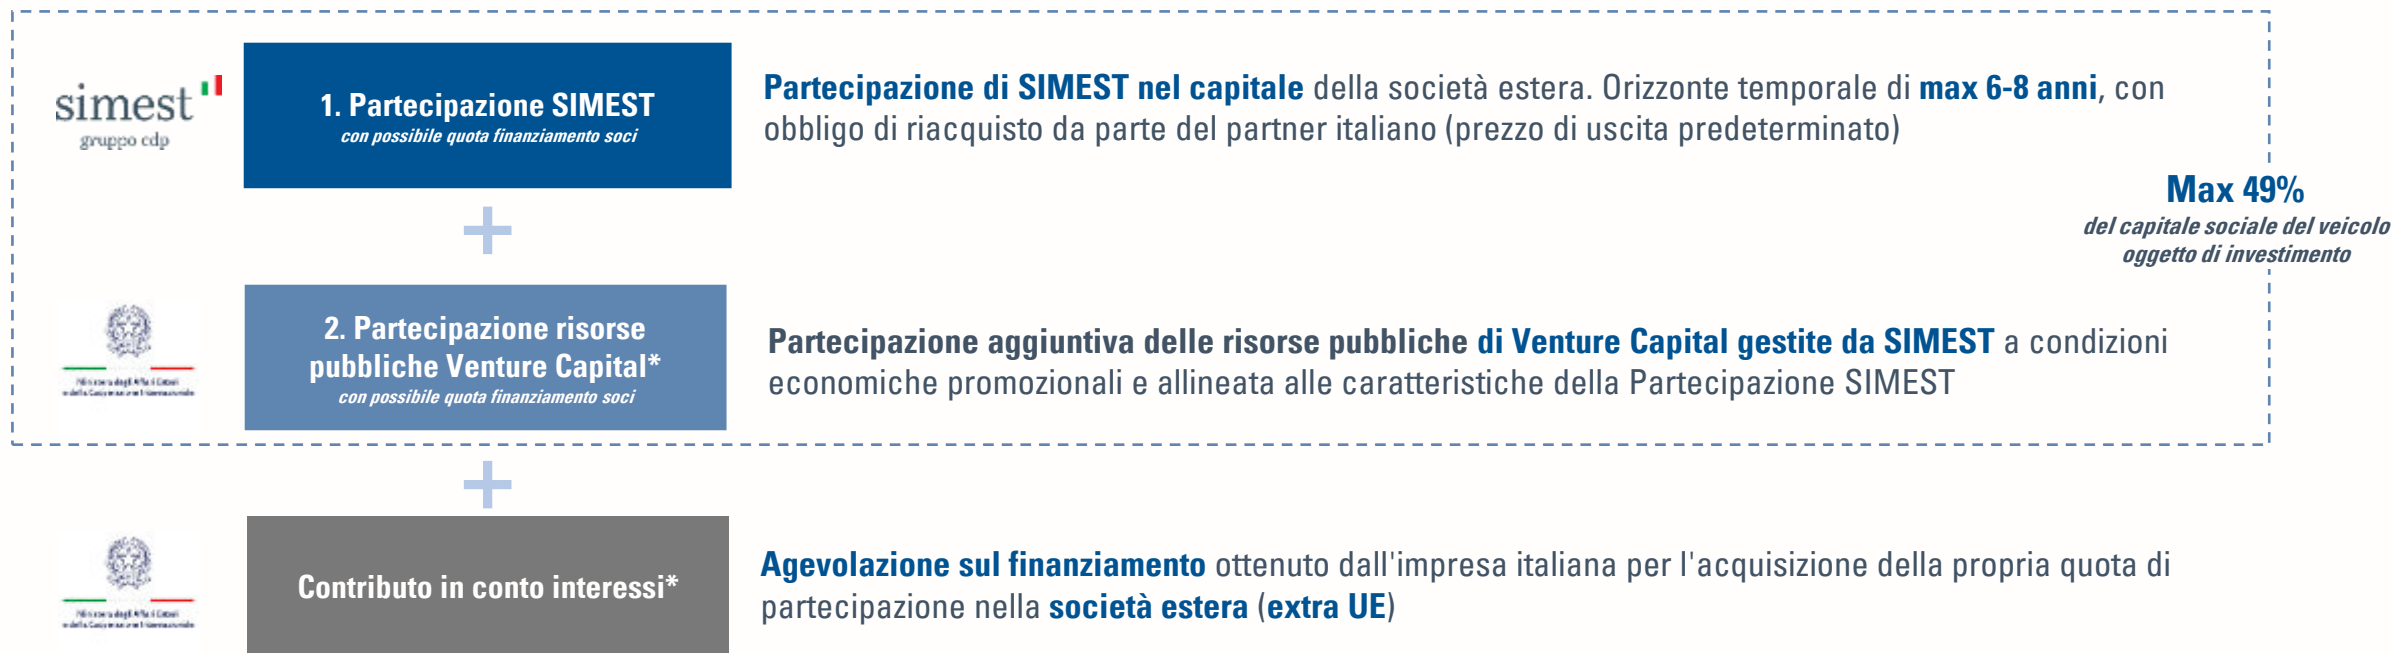 simest
gruppo cdp
1. Partecipazione SIMEST
con possibile quota finanziamento soci
Partecipazione di SIMEST nel capitale della società estera. Orizzonte temporale di max 6-8 anni, con
obbligo di riacquisto da parte del partner italiano (prezzo di uscita predeterminato)
Max 49%
del capitale sociale del veicolo
oggetto di investimento
+
2. Partecipazione risorse
pubbliche Venture Capital*
con possibile quota finanziamento soci
Partecipazione aggiuntiva delle risorse pubbliche di Venture Capital gestite da SIMEST a condizioni
economiche promozionali e allineata alle caratteristiche della Partecipazione SIMEST
+
Contributo in conto interessi*
Agevolazione sul finanziamento ottenuto dall'impresa italiana per l'acquisizione della propria quota di
partecipazione nella società estera (extra UE)